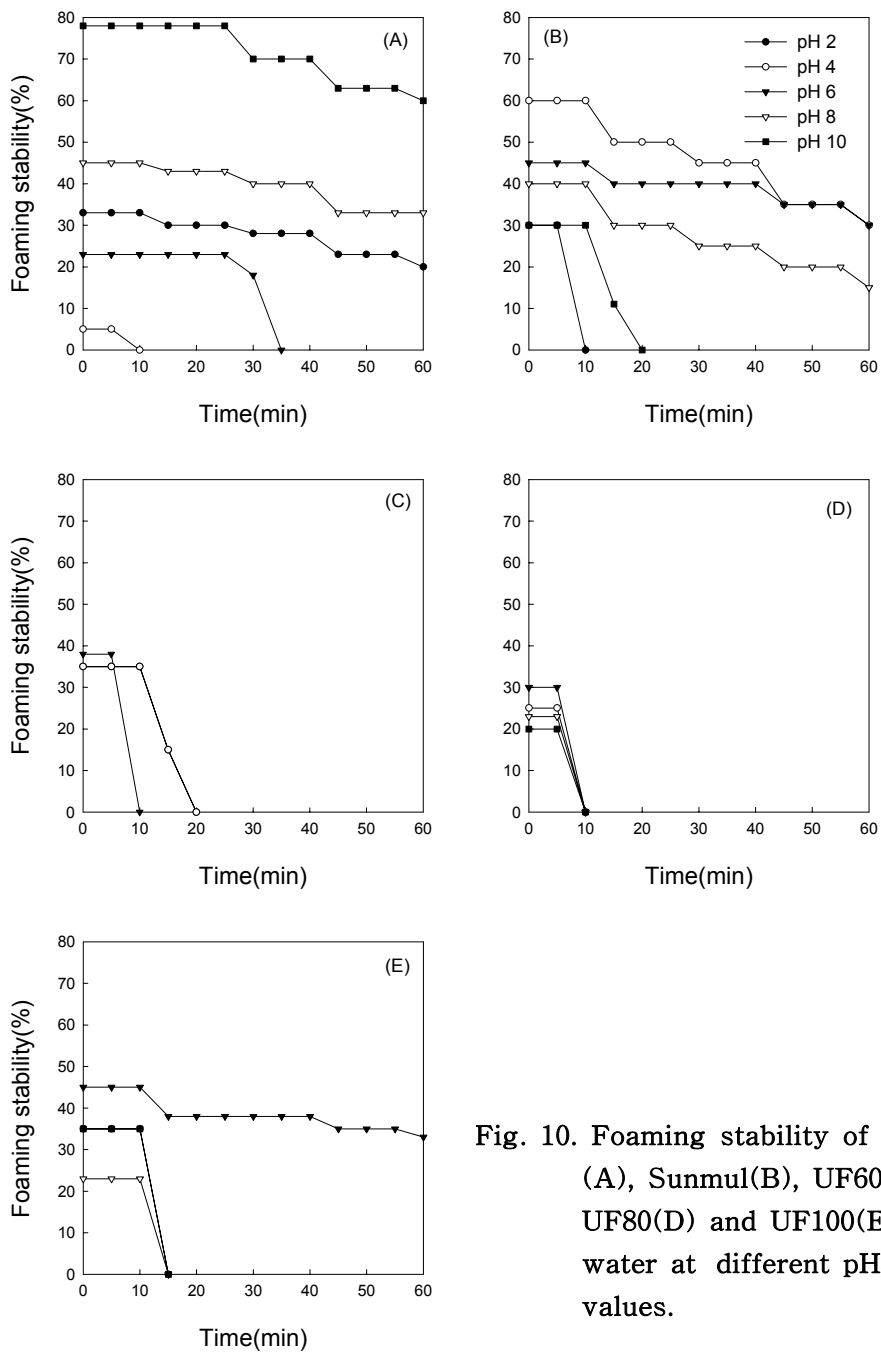 80
70
60
50
40
30
20
10
0
Foaming stability(%)
(A)
0 10 20 30 40 50 60
Time(min)
80
70
60
50
40
30
20
10
0
(B)
pH 2
pH 4
pH 6
pH 8
pH 10
0 10 20 30 40 50 60
Time(min)
80
70
60
50
40
30
20
10
0
Foaming stability(%)
(C)
0 10 20 30 40 50 60
Time(min)
80
70
60
50
40
30
20
10
0
(D)
0 10 20 30 40 50 60
Time(min)
80
70
60
50
40
30
20
10
0
Foaming stability(%)
(E)
0 10 20 30 40 50 60
Time(min)
Fig. 10. Foaming stability of
(A), Sunmul(B), UF60
UF80(D) and UF100(E
water at different pH
values.